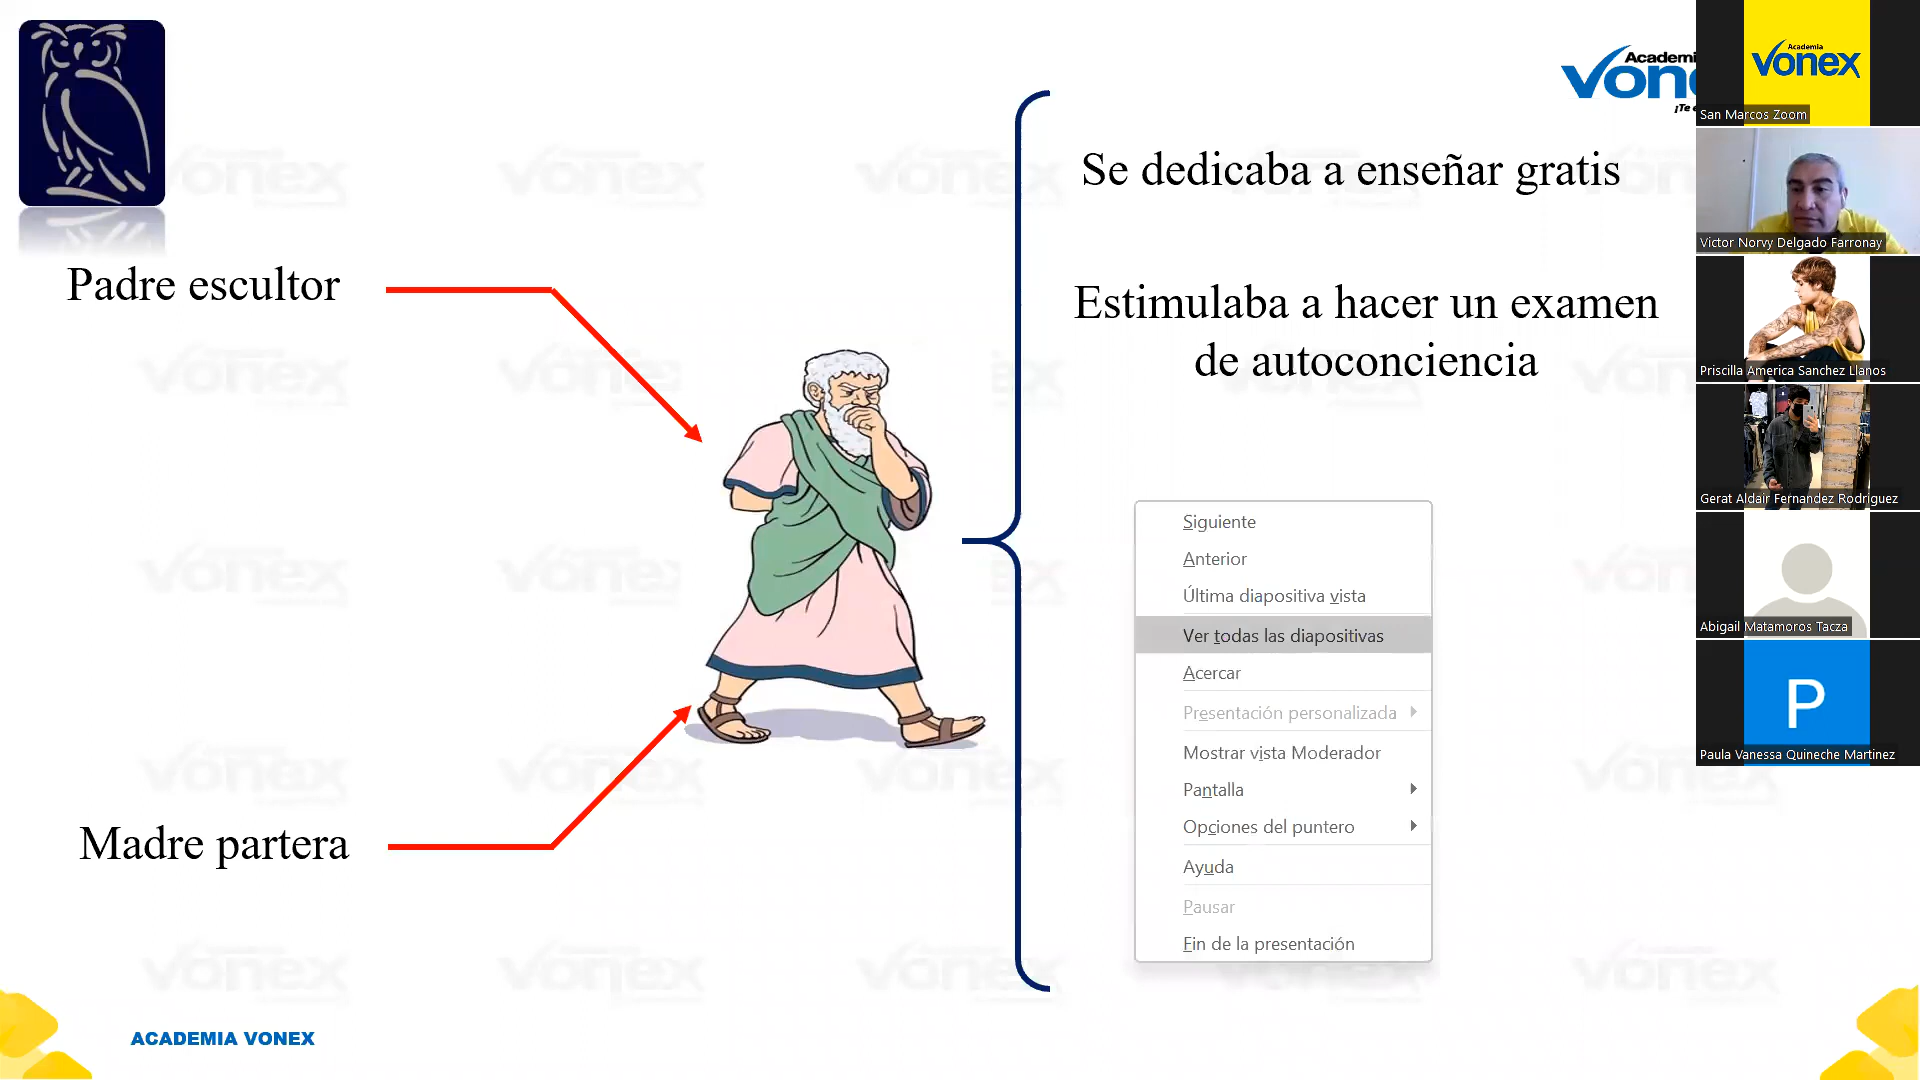 Academia
vonex
¡Te
Se dedicaba a enseñar gratis
Padre escultor
Estimulaba a hacer un examen
de autoconciencia
Madre partera
Siguiente
Anterior
Última diapositiva vista
Ver todas las diapositivas
Acercar
Presentación personalizada
Mostrar vista Moderador
Pantalla
Opciones del puntero
Ayuda
Pausar
Fin de la presentación
ACADEMIA VONEX
Academia
vonex
San Marcos Zoom
Victor Norvy Delgado Farronay
Priscilla America Sanchez Llanos
Gerat Aldair Fernandez Rodriguez
Abigail Matamoros Tacza
P
Paula Vanessa Quineche Martinez